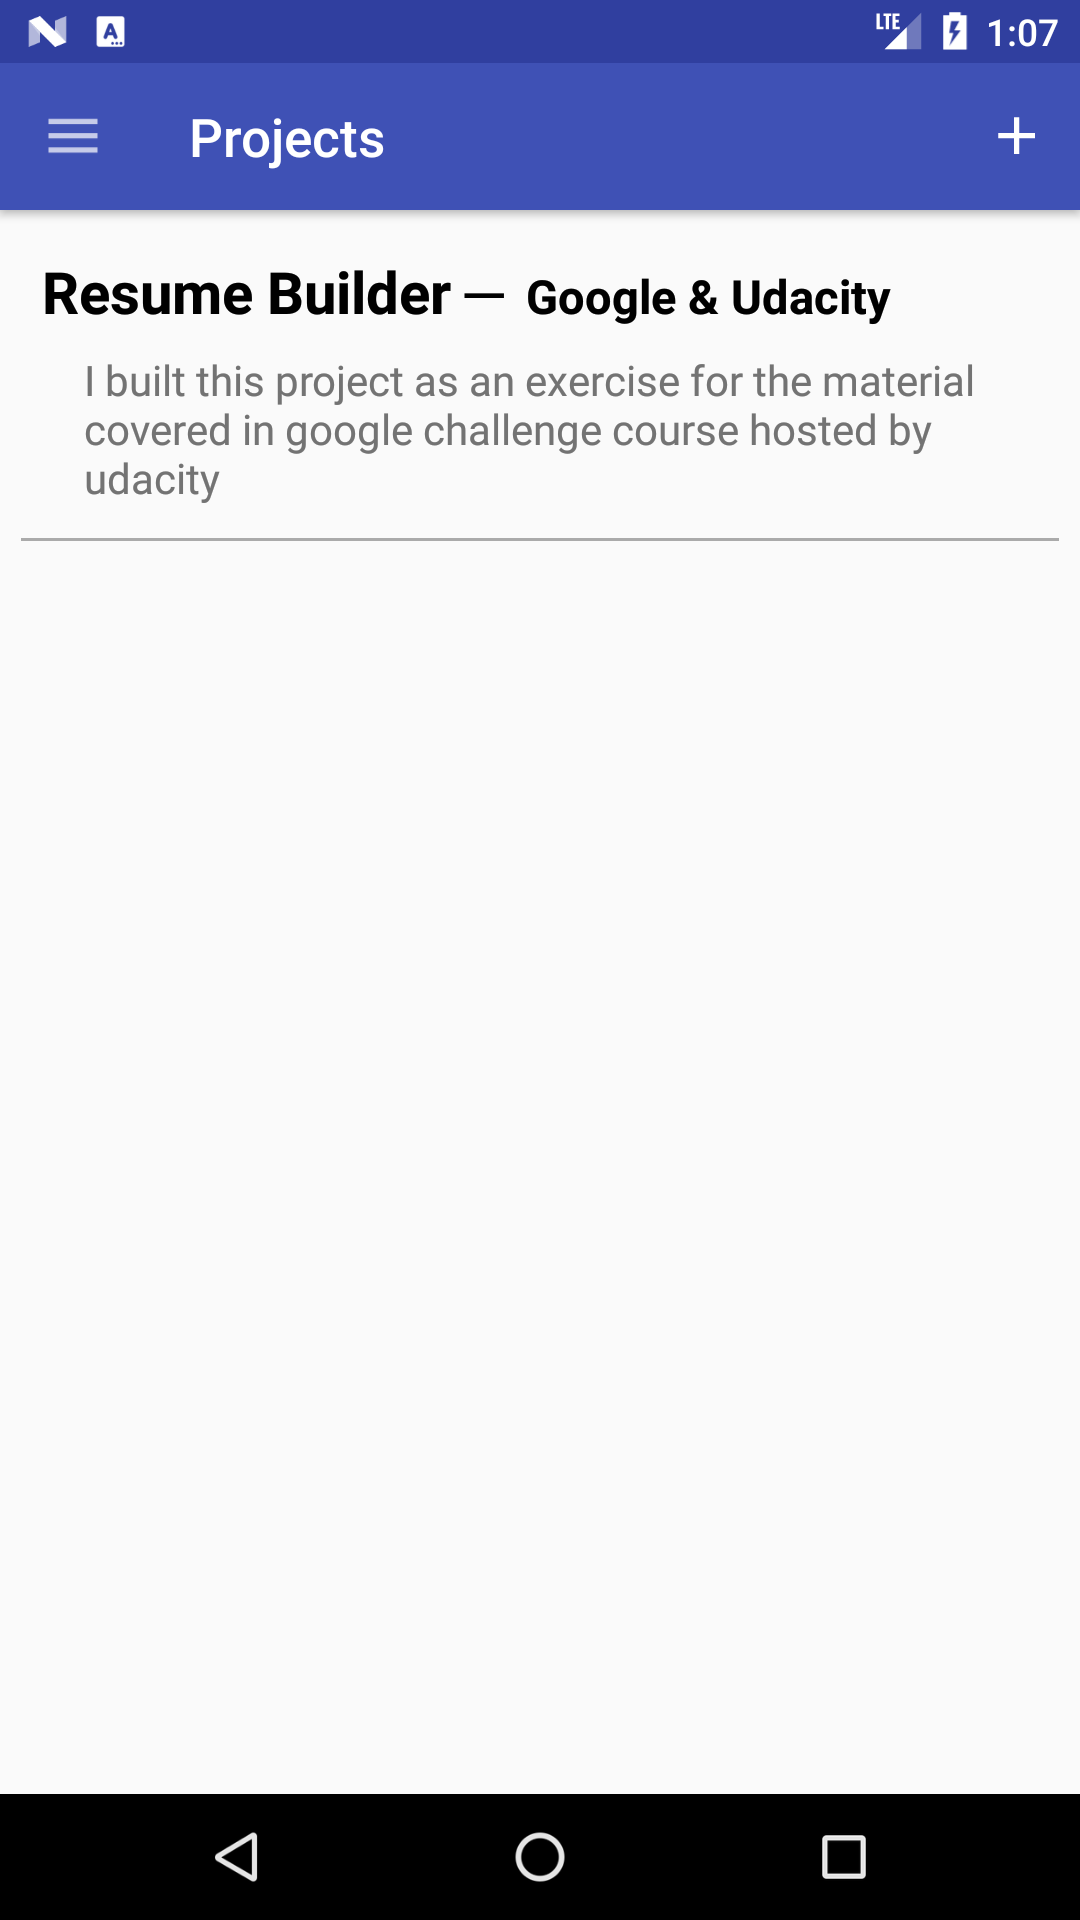 LTE 1:07
Projects
Resume Builder — Google & Udacity
I built this project as an exercise for the material
covered in google challenge course hosted by
udacity